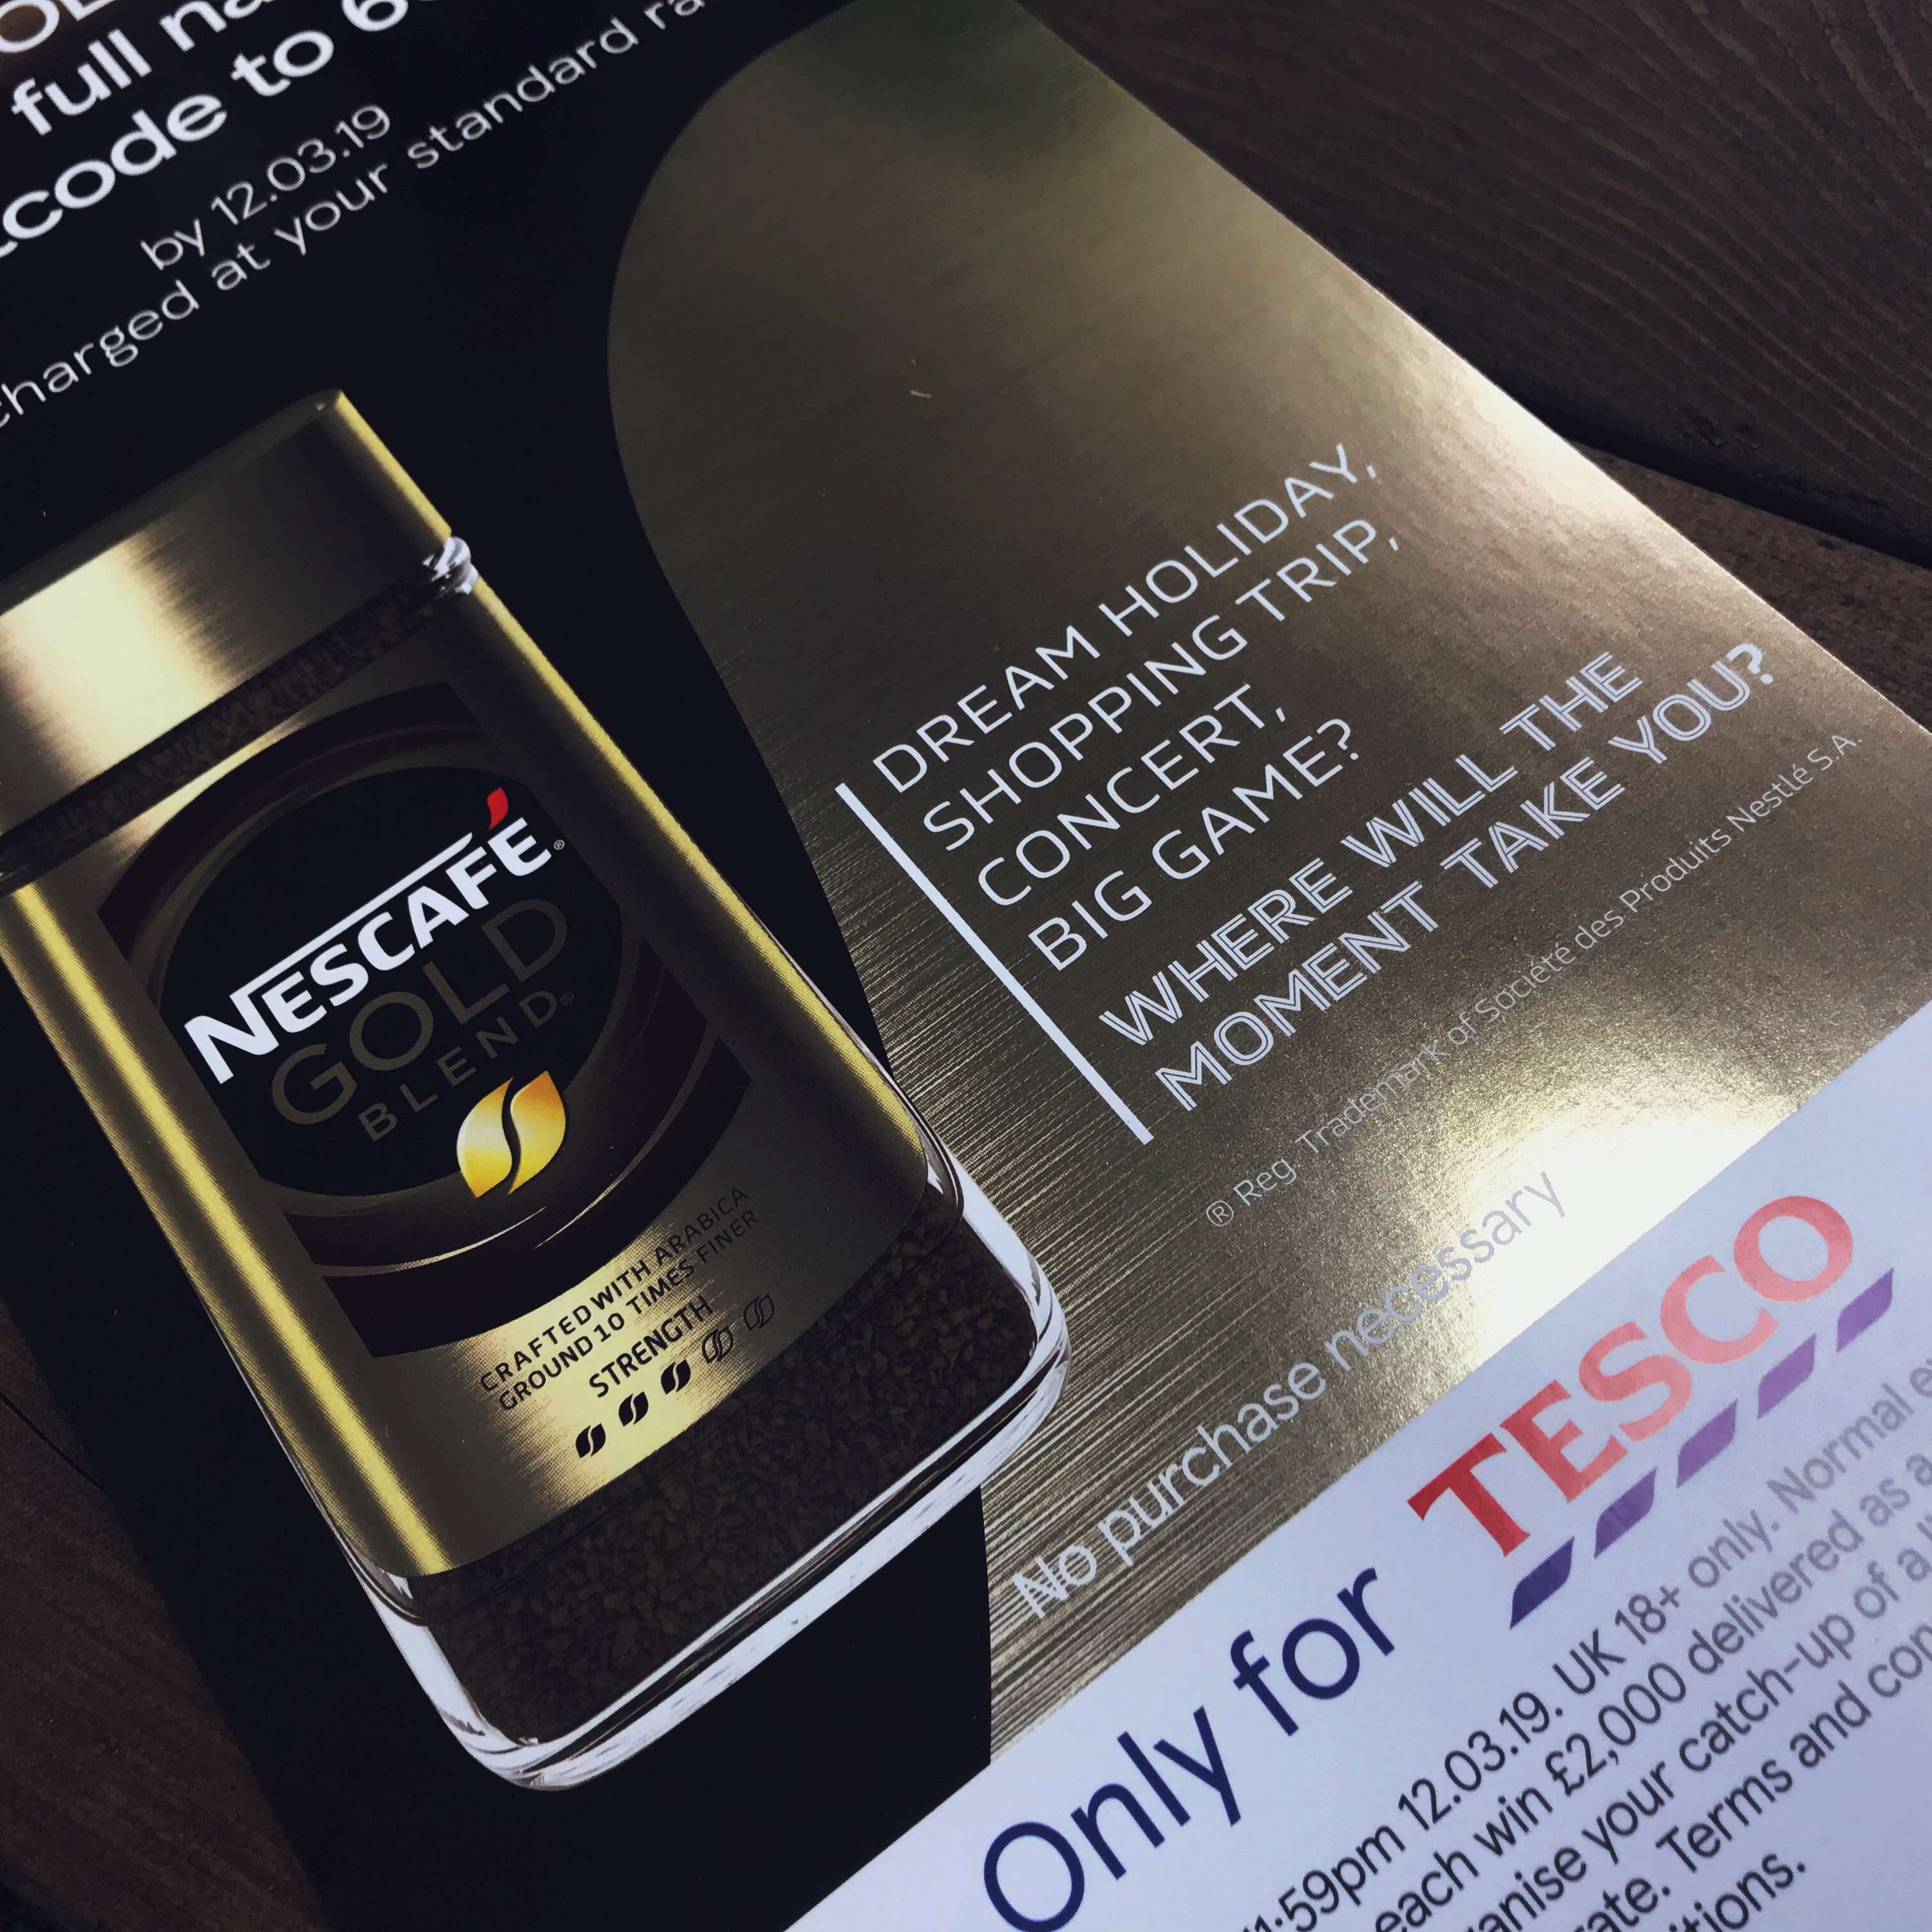 full
code to
by 12.03.19
charged at your standard
DREAM HOLIDAY,
SHOPPING TRIP,
CONCERT,
BIG GAME?
WHERE WILL THE
MOMENT TAKE YOU?
® Reg. Trademark of Société des Produits Nestlé S.A.
NESCAFÉ®
GOLD
BLEND®
CRAFTED WITH ARABICA
GROUND 10 TIMES FINER
STRENGTH
No purchase necessary
Only for TESCO
11:59pm 12.03.19. UK 18+ only. Normal
each win £2,000 delivered as a
your catch-up of a
Terms and